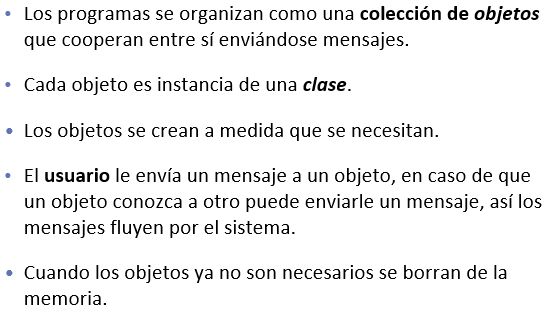 • Los programas se organizan como una colección de objetos
que cooperan entre sí enviándose mensajes.
• Cada objeto es instancia de una clase.
• Los objetos se crean a medida que se necesitan.
• El usuario le envía un mensaje a un objeto, en caso de que
un objeto conozca a otro puede enviarle un mensaje, así los
mensajes fluyen por el sistema.
• Cuando los objetos ya no son necesarios se borran de la
memoria.